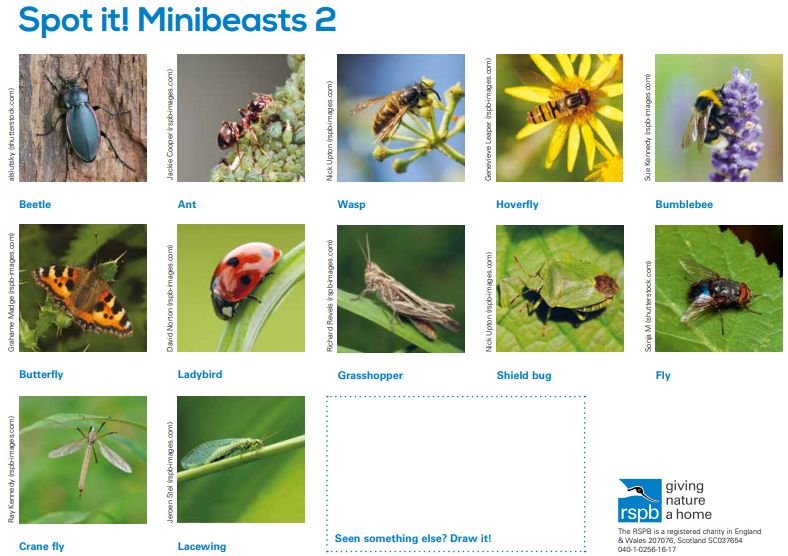 Spot it! Minibeasts 2
alslutsky (shutterstock.com)
Jackie Cooper (rspb-images.com)
Nick Upton (rspb-images.com)
Genevieve Leaper (rspb-images.com)
Sue Kennedy (rspb-images.com)
Beetle
Ant
Wasp
Hoverfly
Bumblebee
Grahame Madge (rspb-images.com)
David Norton (rspb-images.com)
Richard Revels (rspb-images.com)
Nick Upton (rspb-images.com)
Sonja M (shutterstock.com)
Butterfly
Ladybird
Grasshopper
Shield bug
Fly
Ray Kennedy (rspb-images.com)
Jeroen Stel (rspb-images.com)
Crane fly
Lacewing
Seen something else? Draw it!
rspb
giving
nature
a home
The RSPB is a registered charity in England
& Wales 207076, Scotland SC037654
040-1-0256-16-17